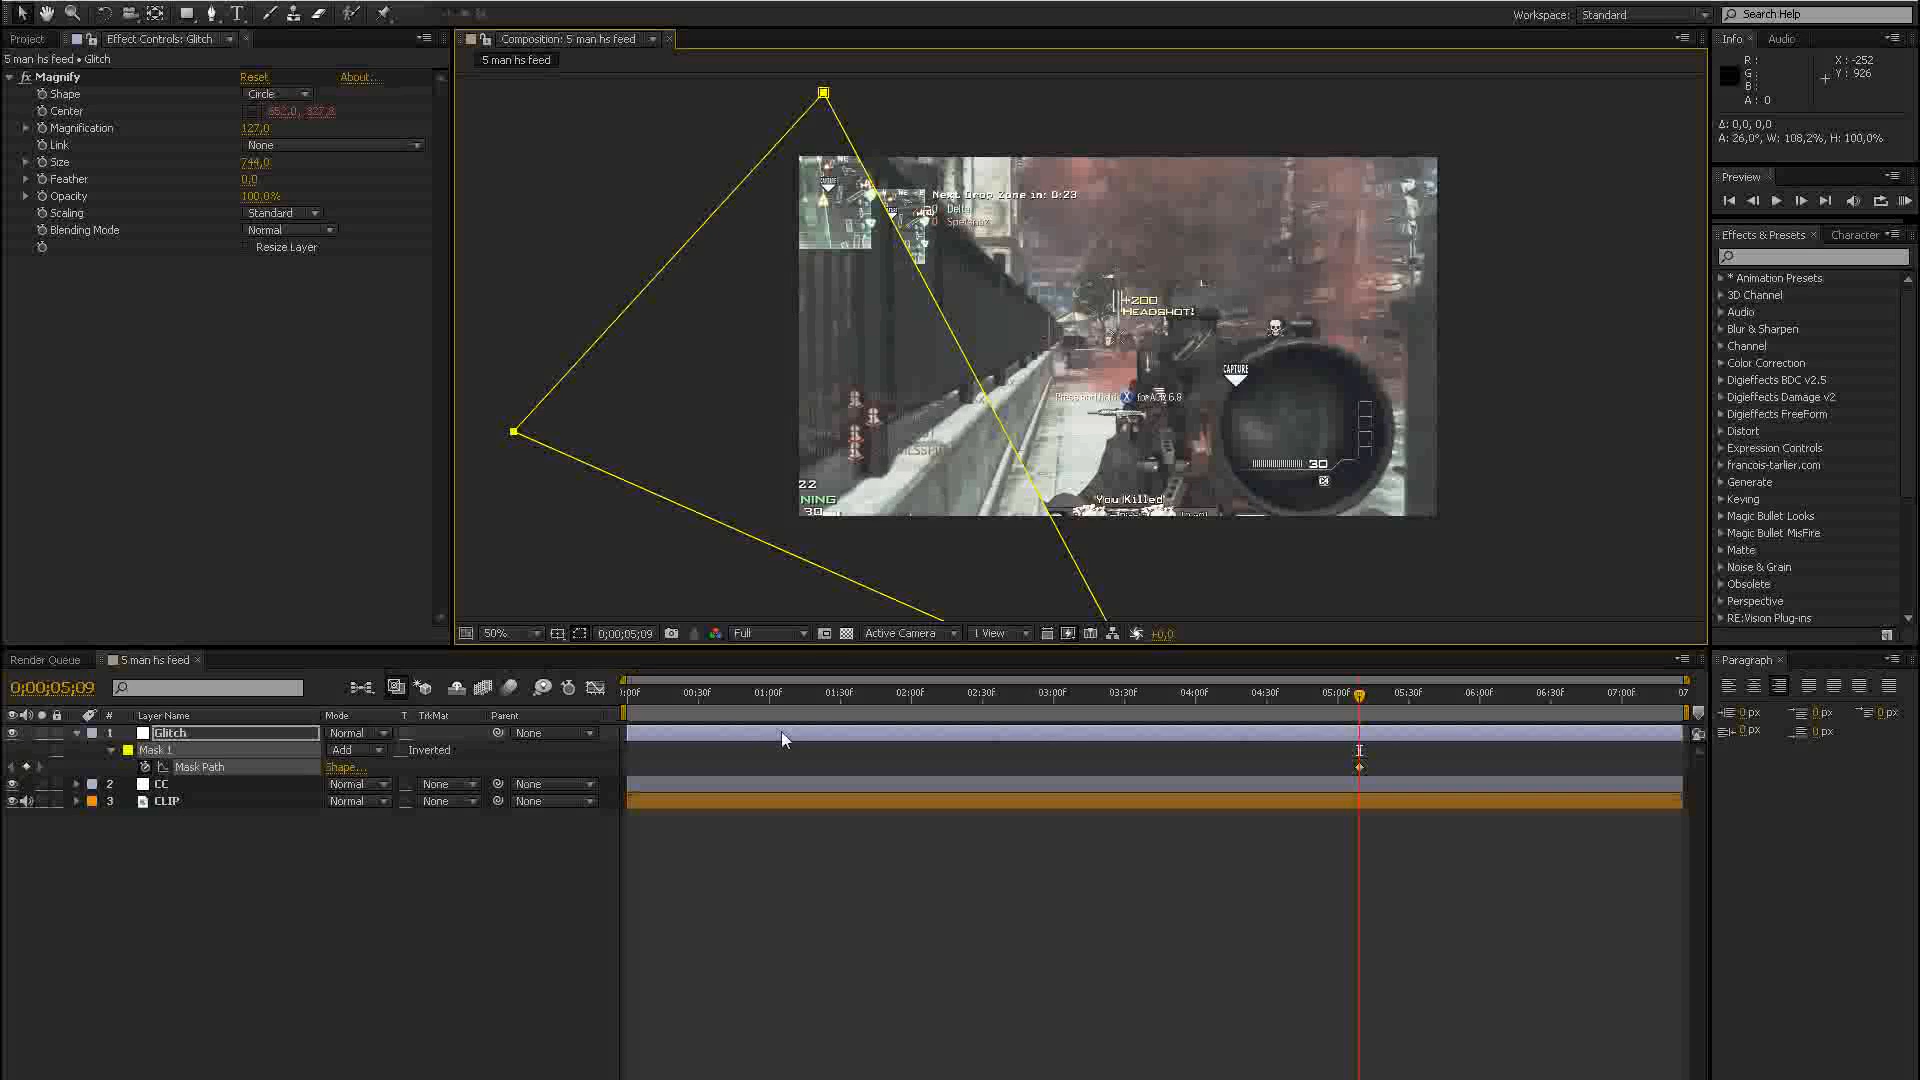 Workspace: Standard
Search Help
Project
Effect Controls: Glitch
Composition: 5 man hs feed
Info
Audio
5 man hs feed • Glitch
5 man hs feed
R :
G :
B :
A : 0
X : -252
Y : 926
fx Magnify
Reset
About...
Shape
Circle
Center
Magnification
127,0
Link
None
Size
744,0
Feather
0,0
Opacity
100,0%
Scaling
Standard
Blending Mode
Normal
Resize Layer
Δ: 0,0, 0,0
A: 26,0°, W: 108,2%, H: 100,0%
Preview
Effects & Presets
Character
* Animation Presets
3D Channel
Audio
Blur & Sharpen
Channel
Color Correction
Digieffects BDC v2.5
Digieffects Damage v2
Digieffects FreeForm
Distort
Expression Controls
francois-tarlier.com
Generate
Keying
Magic Bullet Looks
Magic Bullet MisFire
Matte
Noise & Grain
Obsolete
Perspective
RE:Vision Plug-ins
Next Drop Zone in: 0:23
0 Delta
0 Spetsnaz
+200
HEADSHOT!
CAPTURE
CAPTURE
X for ACR 6.8
30
22
NING
30
You Killed
50%
0;00;05;09
Full
Active Camera
1 View
+0,0
Render Queue
5 man hs feed
0;00;05;09
:00f
00:30f
01:00f
01:30f
02:00f
02:30f
03:00f
03:30f
04:00f
04:30f
05:00f
05:30f
06:00f
06:30f
07:00f
07
#
Layer Name
Mode
T
TrkMat
Parent
1
Glitch
Normal
None
Mask 1
Add
Inverted
Mask Path
Shape...
2
CC
Normal
None
None
3
CLIP
Normal
None
None
Paragraph
0 px
0 px
0 px
0 px
0 px